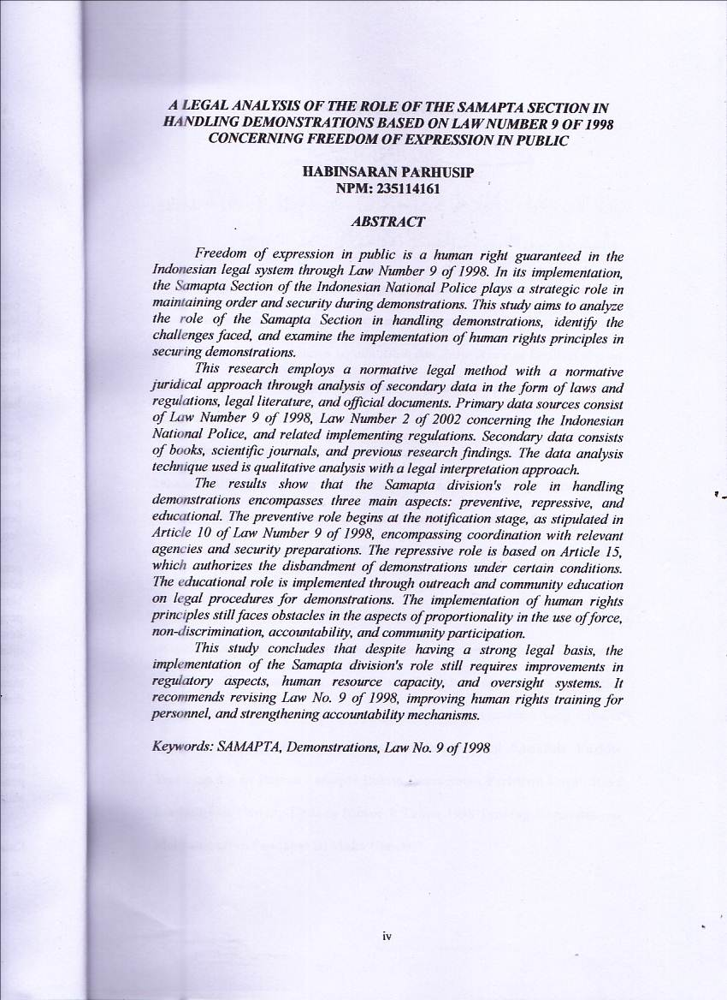 A LEGAL ANALYSIS OF THE ROLE OF THE SAMAPTA SECTION IN
HANDLING DEMONSTRATIONS BASED ON LAW NUMBER 9 OF 1998
CONCERNING FREEDOM OF EXPRESSION IN PUBLIC
HABINSARAN PARHUSIP
NPM: 235114161
ABSTRACT
Freedom of expression in public is a human right guaranteed in the
Indonesian legal system through Law Number 9 of 1998. In its implementation,
the Samapta Section of the Indonesian National Police plays a strategic role in
maintaining order and security during demonstrations. This study aims to analyze
the role of the Samapta Section in handling demonstrations, identify the
challenges faced, and examine the implementation of human rights principles in
securing demonstrations.
This research employs a normative legal method with a normative
juridical approach through analysis of secondary data in the form of laws and
regulations, legal literature, and official documents. Primary data sources consist
of Law Number 9 of 1998, Law Number 2 of 2002 concerning the Indonesian
National Police, and related implementing regulations. Secondary data consists
of books, scientific journals, and previous research findings. The data analysis
technique used is qualitative analysis with a legal interpretation approach.
The results show that the Samapta division's role in handling
demonstrations encompasses three main aspects: preventive, repressive, and
educational. The preventive role begins at the notification stage, as stipulated in
Article 10 of Law Number 9 of 1998, encompassing coordination with relevant
agencies and security preparations. The repressive role is based on Article 15,
which authorizes the disbandment of demonstrations under certain conditions.
The educational role is implemented through outreach and community education
on legal procedures for demonstrations. The implementation of human rights
principles still faces obstacles in the aspects of proportionality in the use of force,
non-discrimination, accountability, and community participation.
This study concludes that despite having a strong legal basis, the
implementation of the Samapta division's role still requires improvements in
regulatory aspects, human resource capacity, and oversight systems. It
recommends revising Law No. 9 of 1998, improving human rights training for
personnel, and strengthening accountability mechanisms.
Keywords: SAMAPTA, Demonstrations, Law No. 9 of 1998
iv